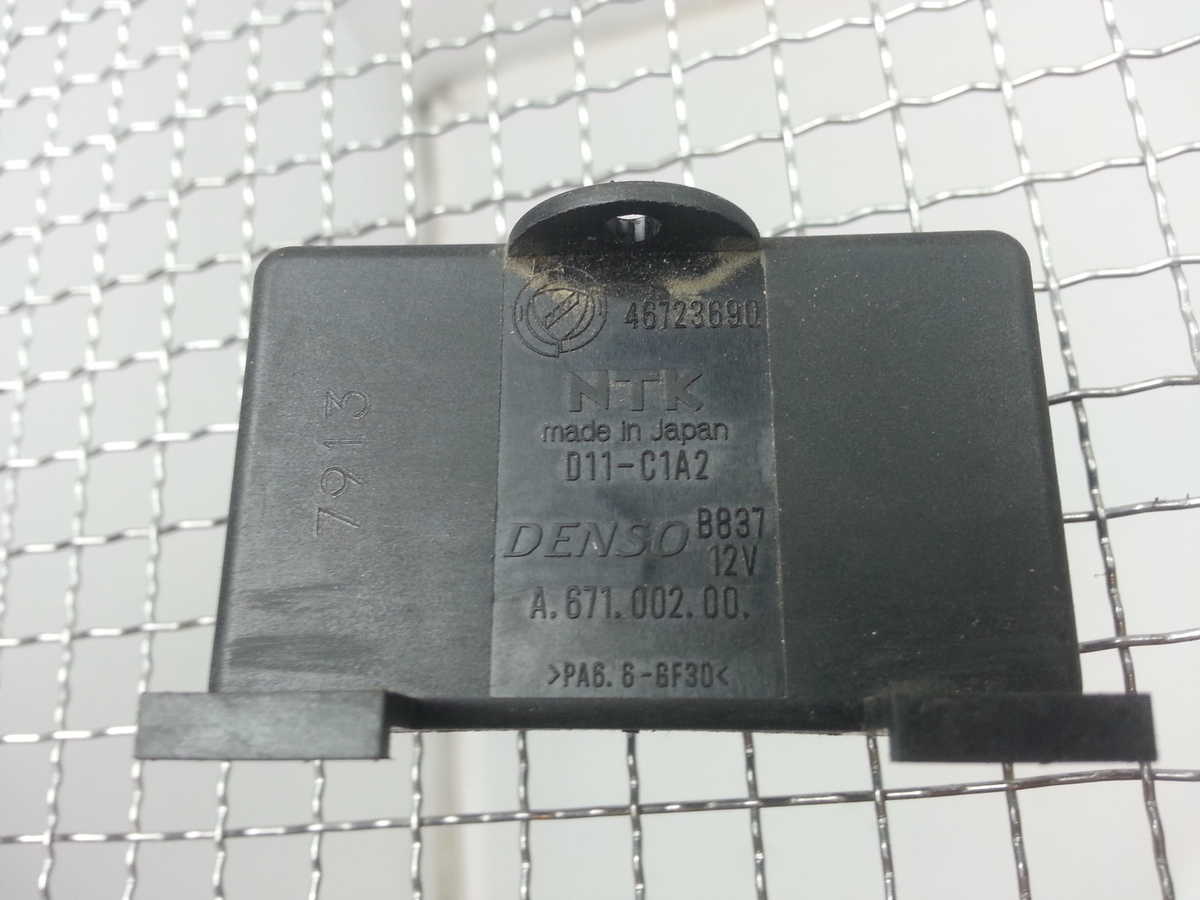 46723690
NTK
made in Japan
D11-C1A2
DENSO B837
12V
A.671.002.00.
>PA6.6-GF30<
7913